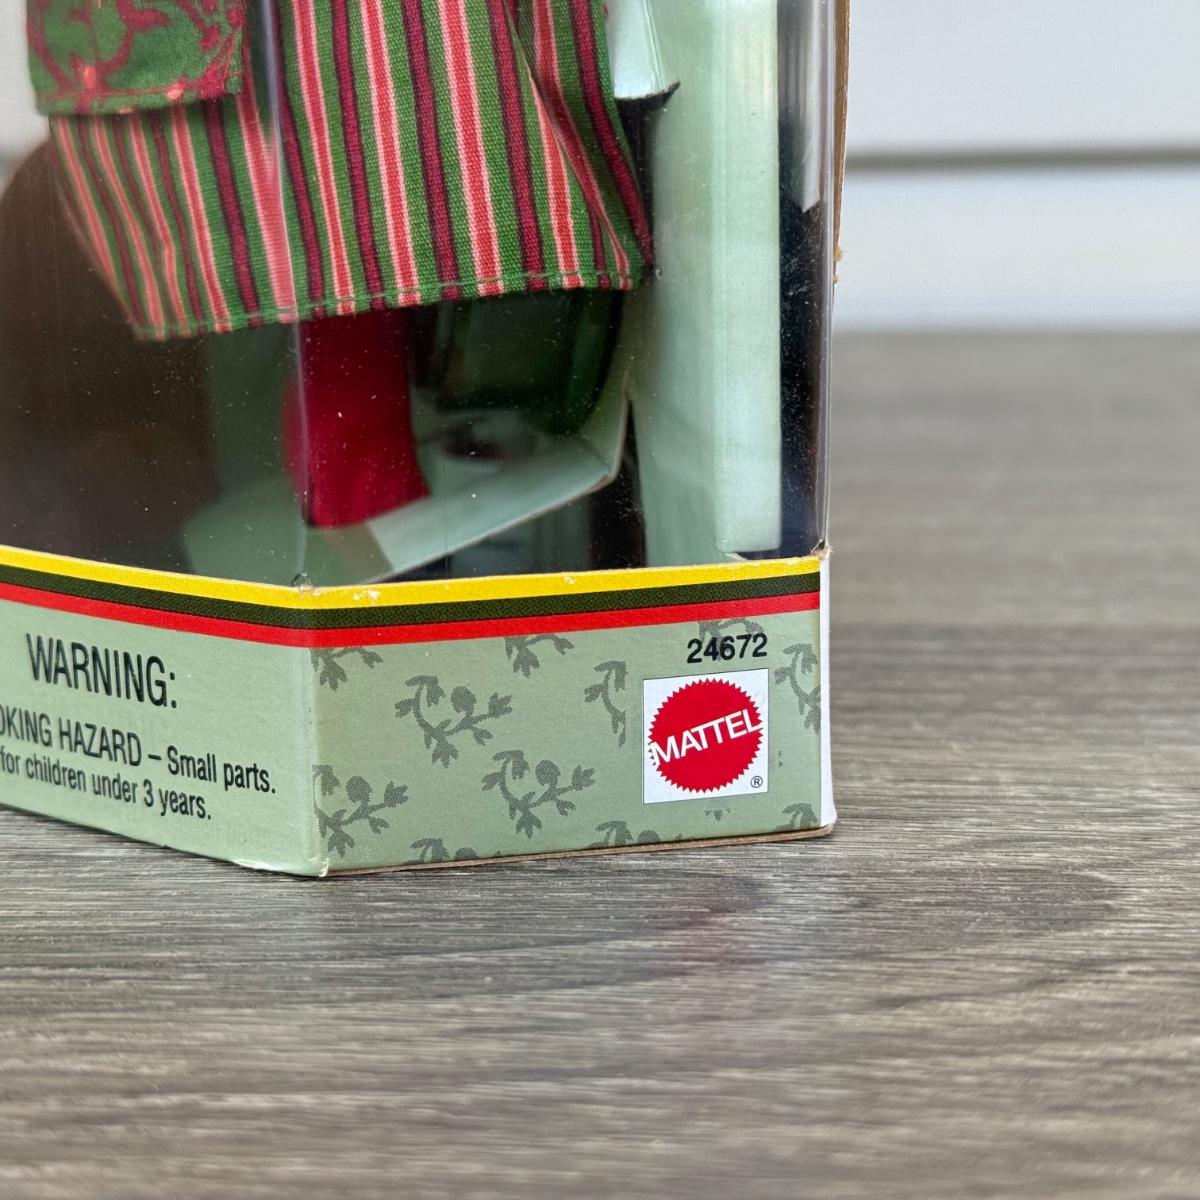 WARNING:
OKING HAZARD – Small parts.
for children under 3 years.
24672
MATTEL
®